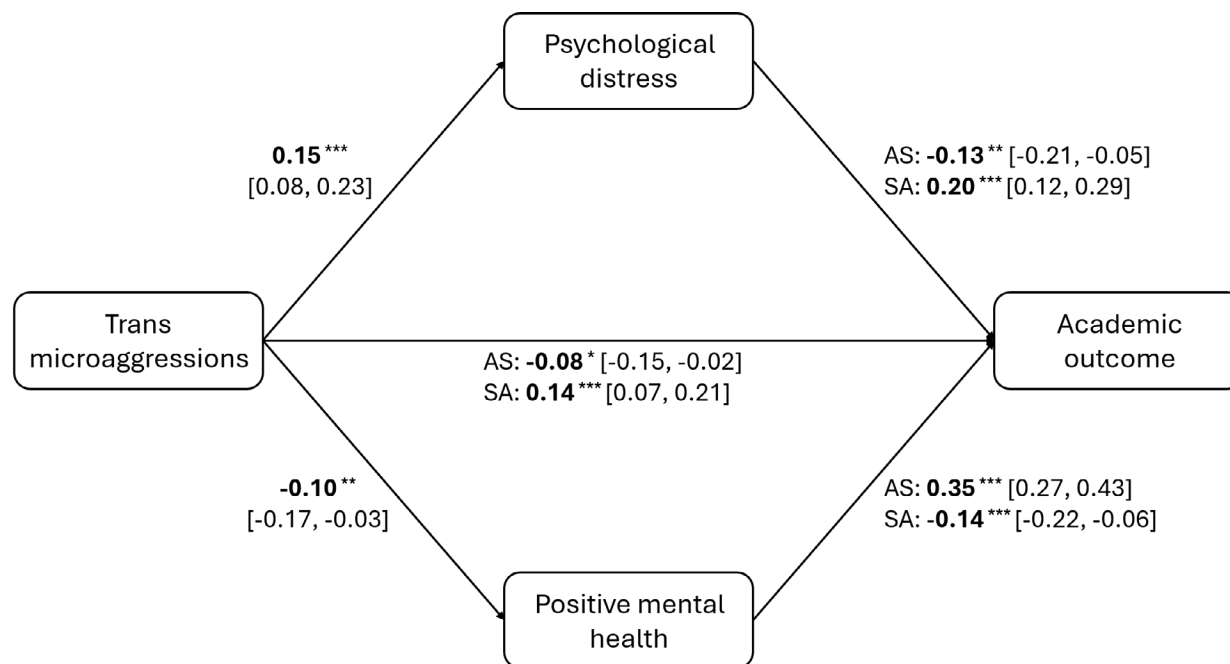 Psychological
distress
0.15 ***
[0.08, 0.23]
AS: -0.13 ** [-0.21, -0.05]
SA: 0.20 *** [0.12, 0.29]
Trans
microaggressions
AS: -0.08 * [-0.15, -0.02]
SA: 0.14 *** [0.07, 0.21]
Academic
outcome
-0.10 **
[-0.17, -0.03]
AS: 0.35 *** [0.27, 0.43]
SA: -0.14 *** [-0.22, -0.06]
Positive mental
health